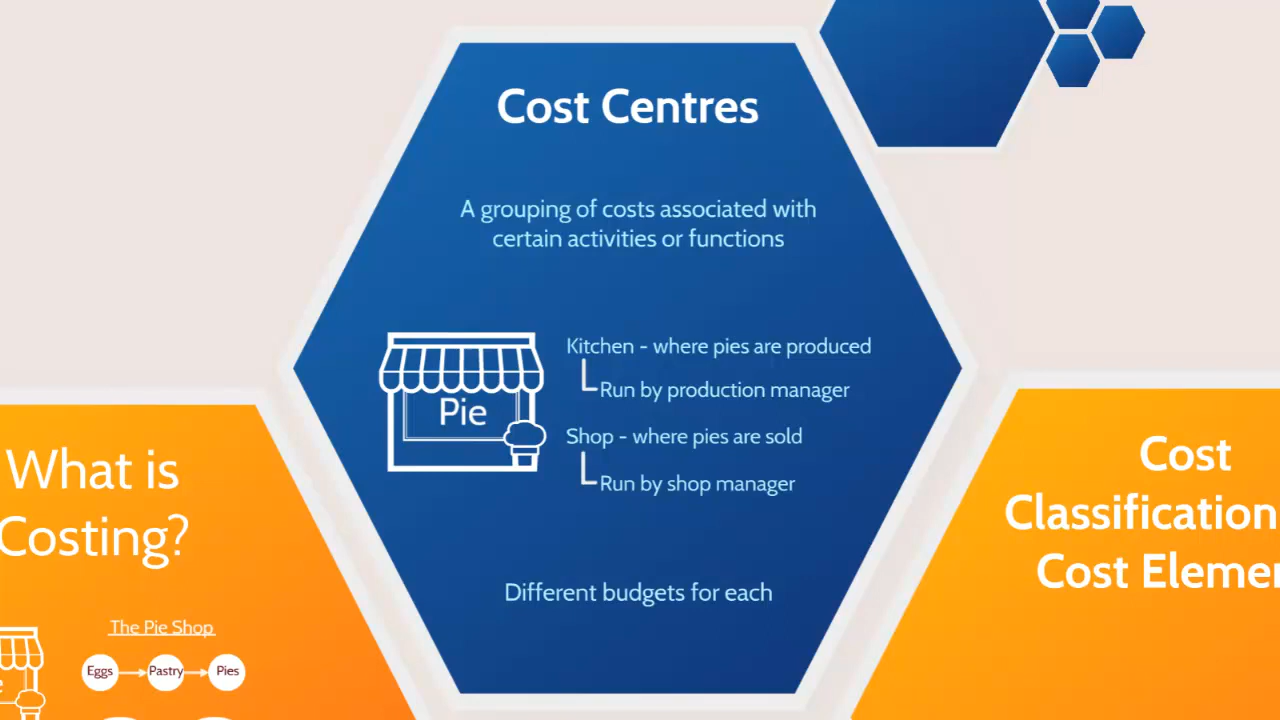 Cost Centres
A grouping of costs associated with
certain activities or functions
Pie
Kitchen - where pies are produced
Run by production manager
Shop - where pies are sold
Run by shop manager
Different budgets for each
What is
Costing?
The Pie Shop
Eggs
Pastry
Pies
Cost
Classification
Cost